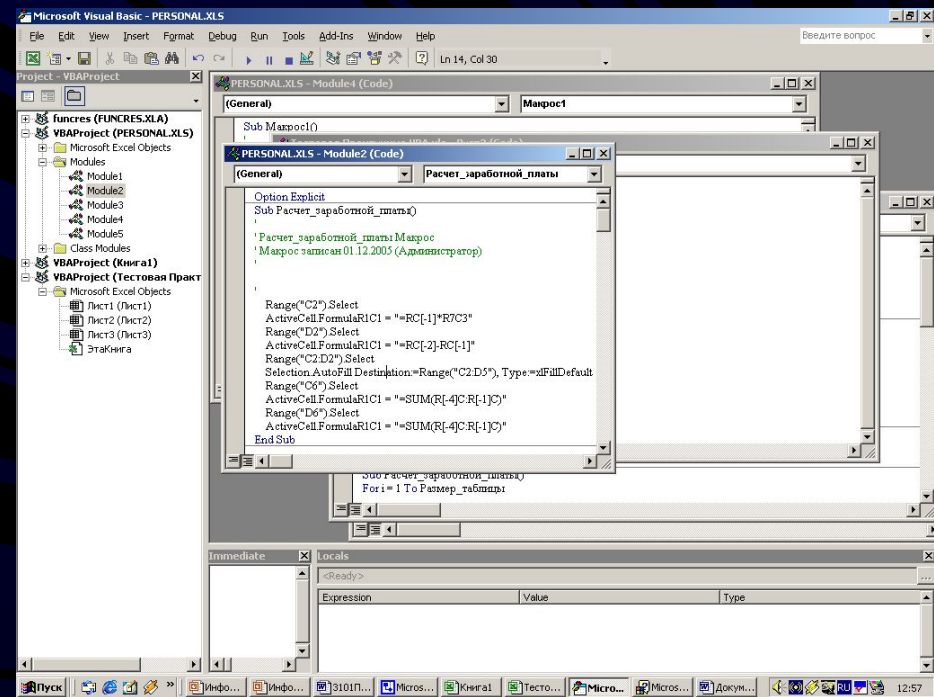 Microsoft Visual Basic - PERSONAL.XLS
File Edit View Insert Format Debug Run Tools Add-Ins Window Help
Введите вопрос
Ln 14, Col 30
Project - VBAProject
funcres (FUNCRES.XLA)
VBAProject (PERSONAL.XLS)
Microsoft Excel Objects
Modules
Module1
Module2
Module3
Module4
Module5
Class Modules
VBAProject (Книга1)
VBAProject (Тестовая Практ
Microsoft Excel Objects
Лист1 (Лист1)
Лист2 (Лист2)
Лист3 (Лист3)
ЭтаКнига
PERSONAL.XLS - Module4 (Code)
(General) Макрос1
Sub Макрос1()
PERSONAL.XLS - Module2 (Code)
(General) Расчет_заработной_платы
Option Explicit
Sub Расчет_заработной_платы()
'
' Расчет_заработной_платы Макрос
' Макрос записан 01.12.2005 (Администратор)
'
'
Range("C2").Select
ActiveCell.FormulaR1C1 = "=RC[-1]*R7C3"
Range("D2").Select
ActiveCell.FormulaR1C1 = "=RC[-2]-RC[-1]"
Range("C2:D2").Select
Selection.AutoFill Destination:=Range("C2:D5"), Type:=xlFillDefault
Range("C6").Select
ActiveCell.FormulaR1C1 = "=SUM(R[-4]C:R[-1]C)"
Range("D6").Select
ActiveCell.FormulaR1C1 = "=SUM(R[-4]C:R[-1]C)"
End Sub
Sub Расчет_заработной_платы()
For i = 1 To Размер_таблицы
Immediate
Locals
<Ready>
Expression Value Type
Пуск » Инфо... Инфо... 3101П... Micros... Книга1 Тесто... Micro... Micros... Докум... RU 12:57